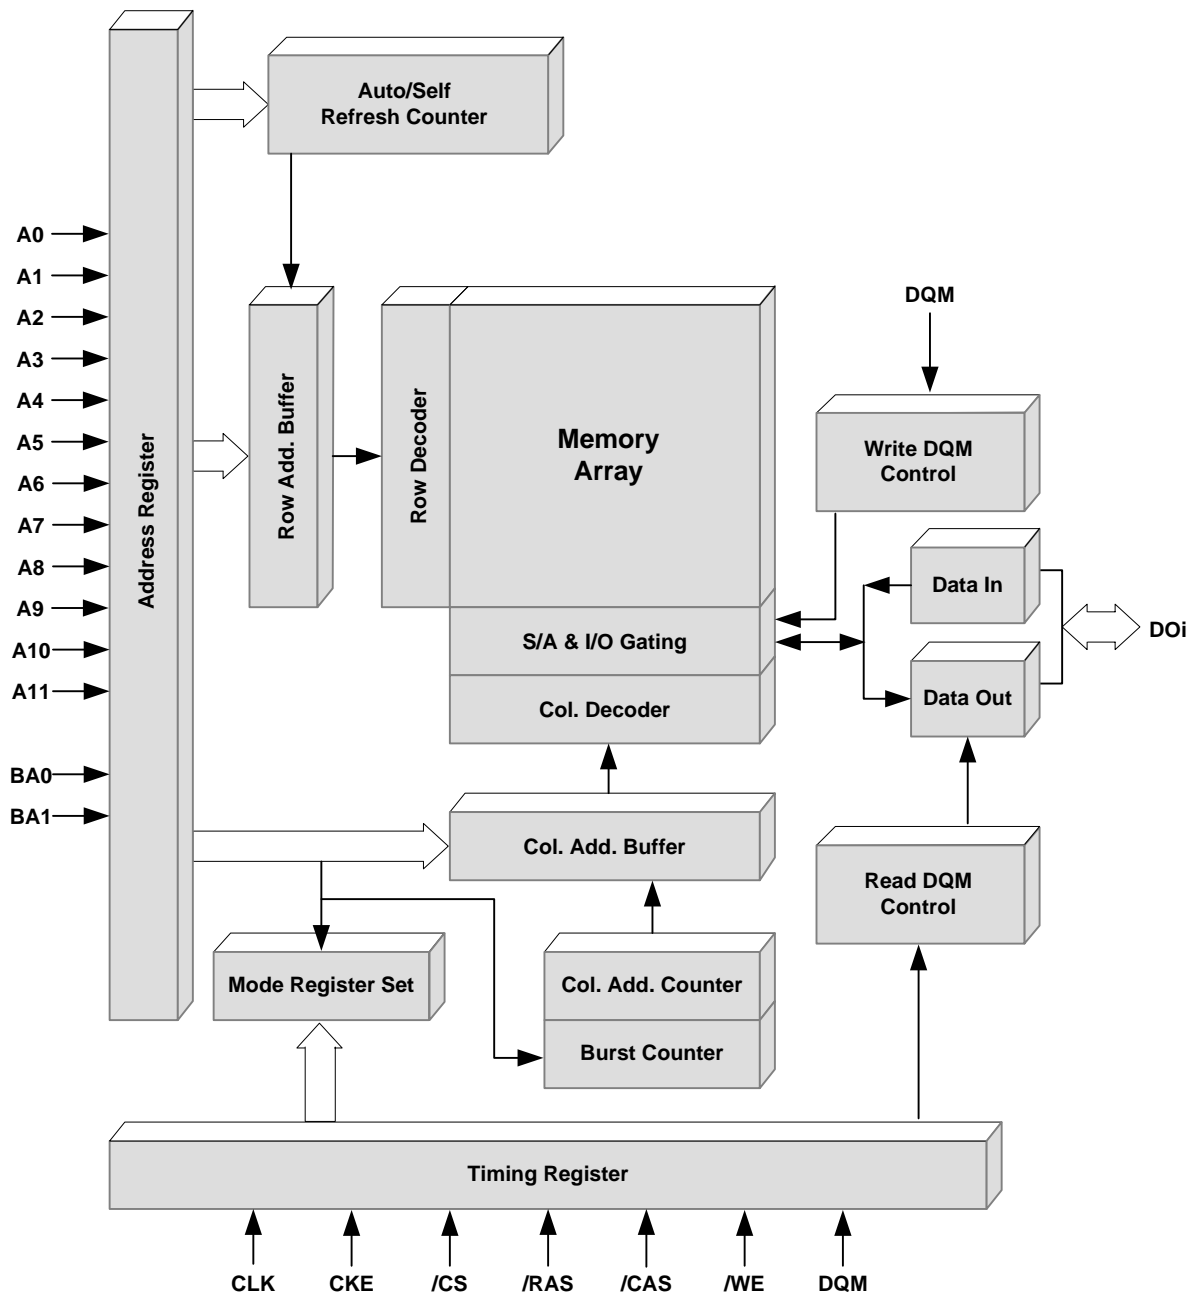 Auto/Self
Refresh Counter
A0
A1
A2
A3
A4
A5
A6
A7
A8
A9
A10
A11
BA0
BA1
Address Register
Row Add. Buffer
Row Decoder
Memory
Array
S/A & I/O Gating
Col. Decoder
DQM
Write DQM
Control
Data In
Data Out
DOi
Col. Add. Buffer
Read DQM
Control
Mode Register Set
Col. Add. Counter
Burst Counter
Timing Register
CLK
CKE
/CS
/RAS
/CAS
/WE
DQM